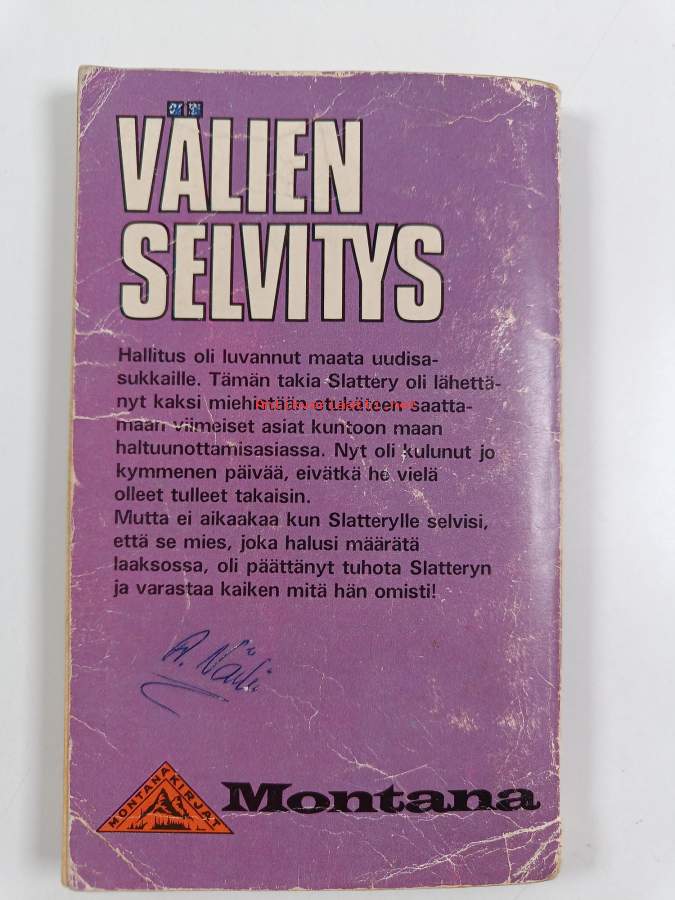 VÄLIEN
SELVITYS
Hallitus oli luvannut maata uudisa-
sukkaille. Tämän takia Slattery oli lähettä-
nyt kaksi miehistään etukäteen saatta-
maan viimeiset asiat kuntoon maan
haltuunottamisasiassa. Nyt oli kulunut jo
kymmenen päivää, eivätkä he vielä
olleet tulleet takaisin.
Mutta ei aikaakaa kun Slatterylle selvisi,
että se mies, joka halusi määrätä
laaksossa, oli päättänyt tuhota Slatteryn
ja varastaa kaiken mitä hän omisti!
MONTANAKIRJAT
Montana